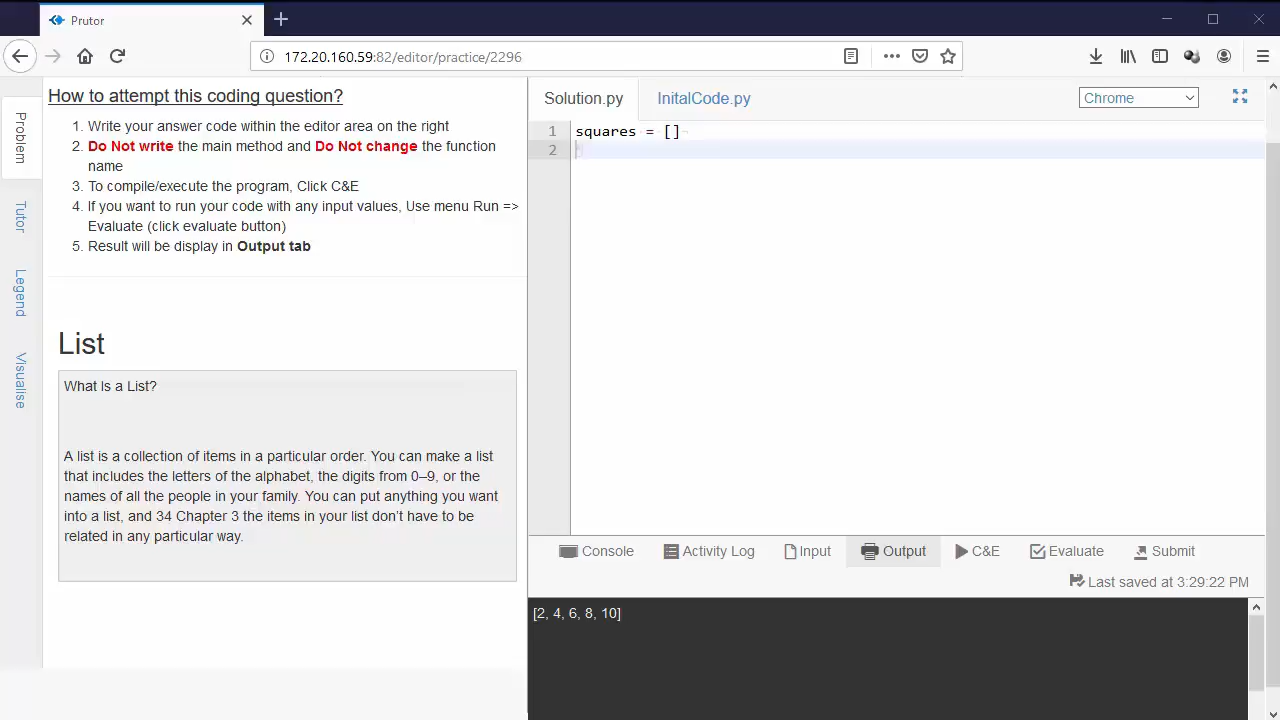 Prutor
172.20.160.59:82/editor/practice/2296
Problem
Tutor
Legend
Visualise
How to attempt this coding question?
1. Write your answer code within the editor area on the right
2. Do Not write the main method and Do Not change the function
name
3. To compile/execute the program, Click C&E
4. If you want to run your code with any input values, Use menu Run =>
Evaluate (click evaluate button)
5. Result will be display in Output tab
List
What Is a List?
A list is a collection of items in a particular order. You can make a list
that includes the letters of the alphabet, the digits from 0–9, or the
names of all the people in your family. You can put anything you want
into a list, and 34 Chapter 3 the items in your list don't have to be
related in any particular way.
Solution.py
InitalCode.py
Chrome
1 squares = []
2
Console
Activity Log
Input
Output
C&E
Evaluate
Submit
Last saved at 3:29:22 PM
[2, 4, 6, 8, 10]